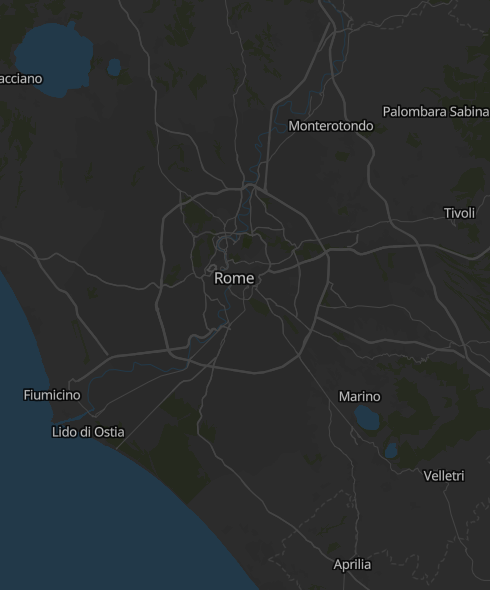 acciano
Palombara Sabina
Monterotondo
Tivoli
Rome
Fiumicino
Marino
Lido di Ostia
Velletri
Aprilia